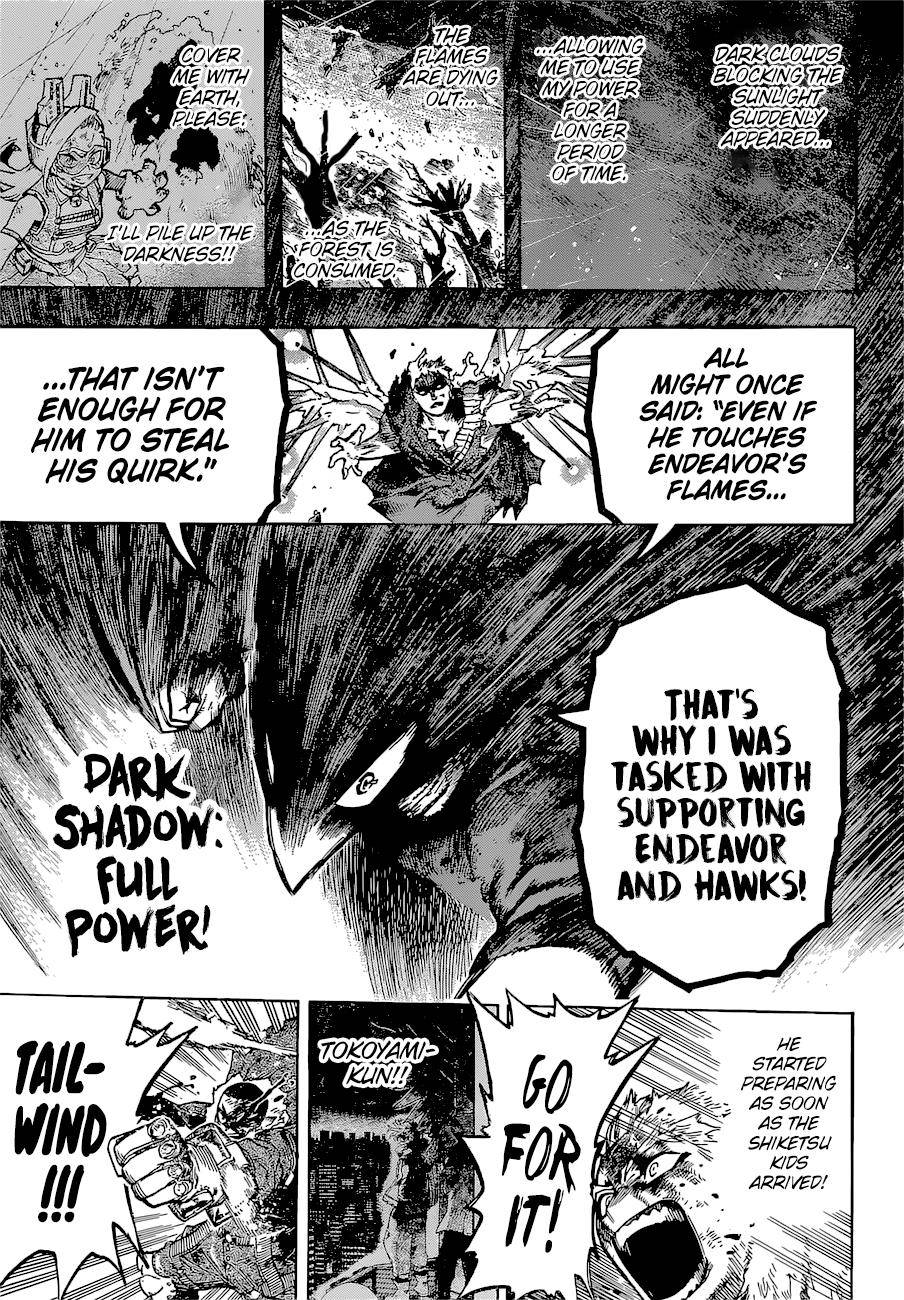 DARK CLOUDS
BLOCKING THE
SUNLIGHT
SUDDENLY
APPEARED...
...ALLOWING
ME TO USE
MY POWER
FOR A
LONGER
PERIOD
OF TIME.
THE
FLAMES
ARE DYING
OUT...
...AS THE
FOREST IS
CONSUMED.
COVER
ME WITH
EARTH,
PLEASE;
I'LL PILE UP THE
DARKNESS!!
ALL
MIGHT ONCE
SAID: "EVEN IF
HE TOUCHES
ENDEAVOR'S
FLAMES...
...THAT ISN'T
ENOUGH FOR
HIM TO STEAL
HIS QUIRK."
THAT'S
WHY I WAS
TASKED WITH
SUPPORTING
ENDEAVOR
AND HAWKS!
DARK
SHADOW:
FULL
POWER!
HE
STARTED
PREPARING
AS SOON
AS THE
SHIKETSU
KIDS
ARRIVED!
GO
FOR
IT!
TOKOYAMI-
KUN!!
TAIL-
WIND
!!!